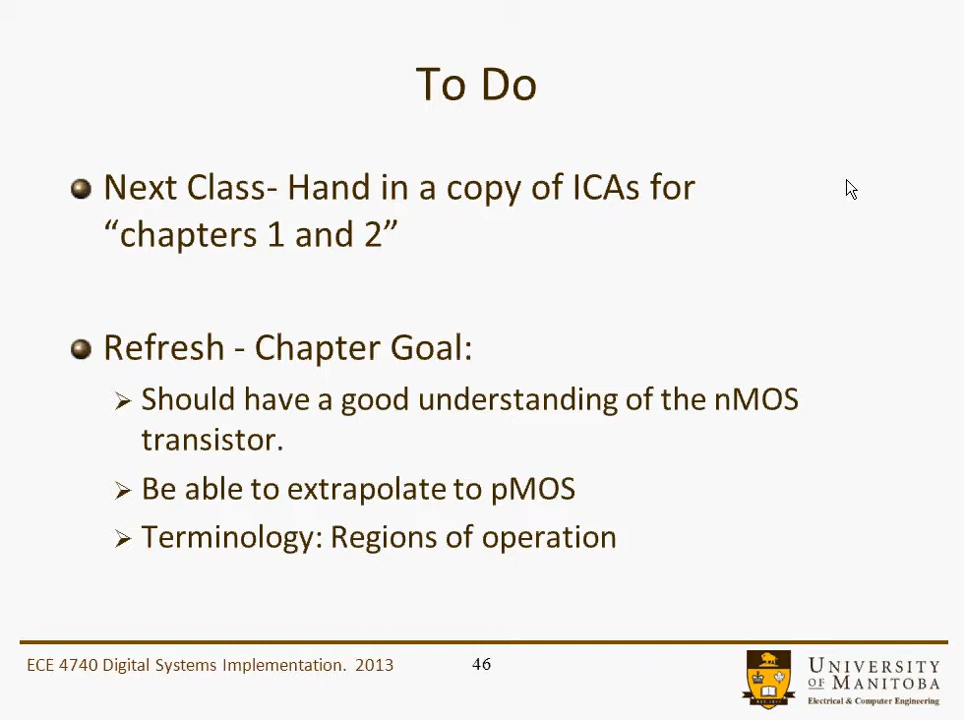 To Do
Next Class- Hand in a copy of ICAs for
“chapters 1 and 2”
Refresh - Chapter Goal:
Should have a good understanding of the nMOS
transistor.
Be able to extrapolate to pMOS
Terminology: Regions of operation
ECE 4740 Digital Systems Implementation. 2013
46
UNIVERSITY
OF MANITOBA
Electrical & Computer Engineering